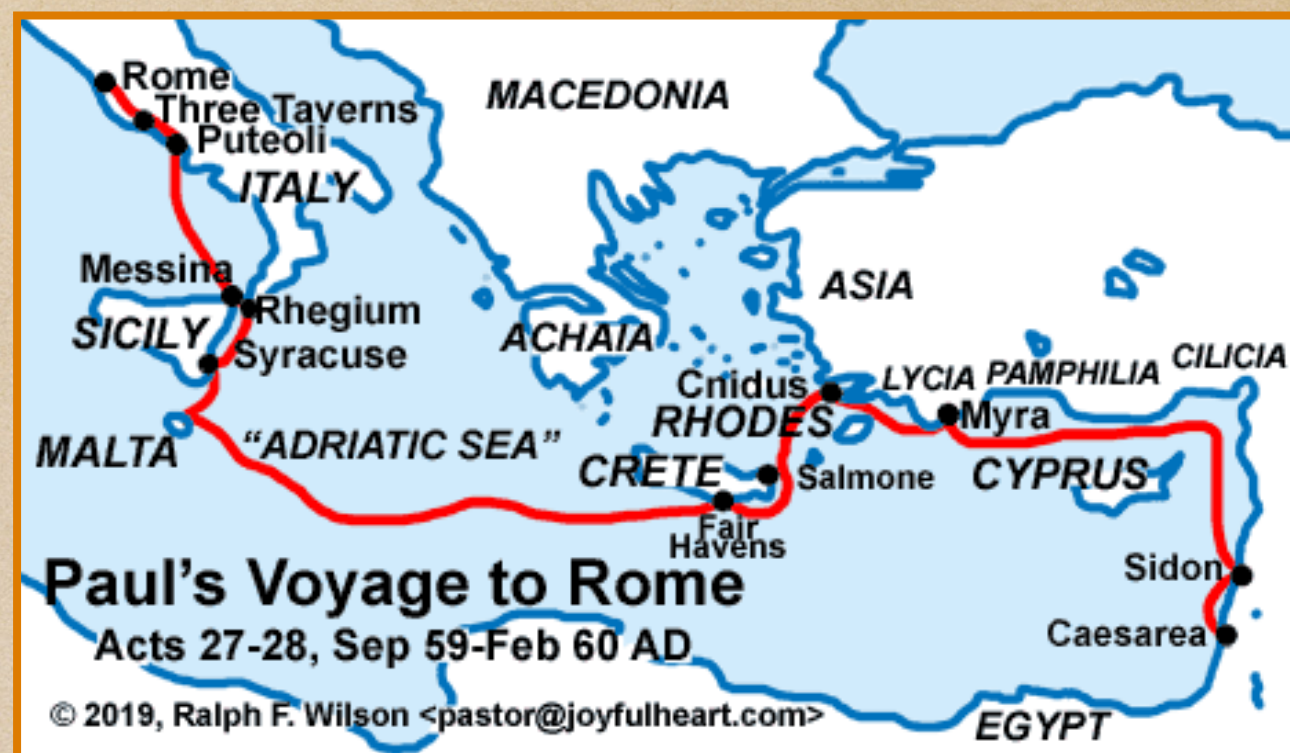 Rome
Three Taverns
Puteoli
ITALY
MACEDONIA
Messina
Rhegium
SICILY
Syracuse
ACHAIA
ASIA
MALTA
"ADRIATIC SEA"
Cnidus
RHODES
LYCIA
PAMPHILIA
CILICIA
Myra
CRETE
Salmone
CYPRUS
Fair
Havens
Sidon
Caesarea
Paul's Voyage to Rome
Acts 27-28, Sep 59-Feb 60 AD
© 2019, Ralph F. Wilson <pastor@joyfulheart.com>
EGYPT